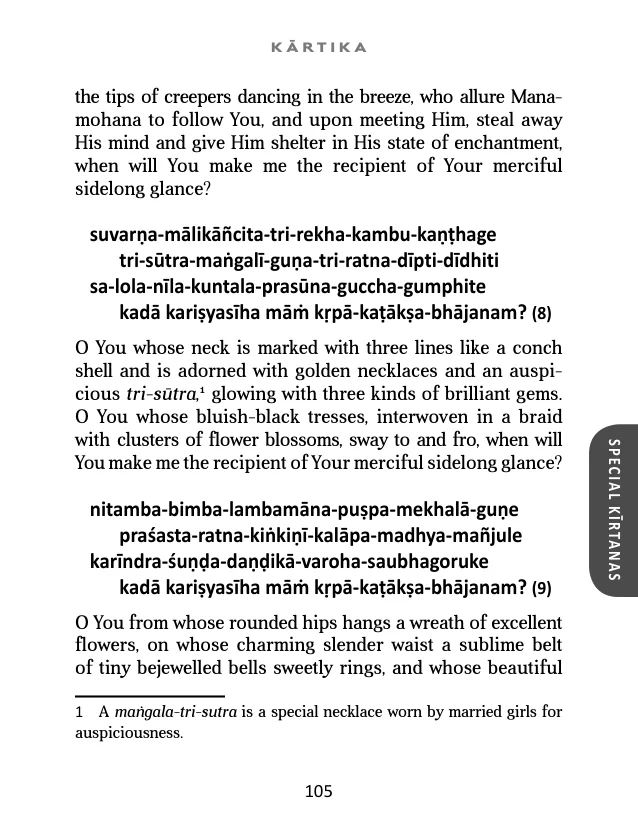 KĀRTIKA
the tips of creepers dancing in the breeze, who allure Mana-
mohana to follow You, and upon meeting Him, steal away
His mind and give Him shelter in His state of enchantment,
when will You make me the recipient of Your merciful
sidelong glance?
suvarṇa-mālikāñcita-tri-rekha-kambu-kaṇṭhage
tri-sūtra-maṅgalī-guṇa-tri-ratna-dīpti-dīdhiti
sa-lola-nīla-kuntala-prasūna-guccha-gumphite
kadā kariṣyasīha māṁ kṛpā-kaṭākṣa-bhājanam? (8)
O You whose neck is marked with three lines like a conch
shell and is adorned with golden necklaces and an auspi-
cious tri-sūtra,¹ glowing with three kinds of brilliant gems.
O You whose bluish-black tresses, interwoven in a braid
with clusters of flower blossoms, sway to and fro, when will
You make me the recipient of Your merciful sidelong glance?
nitamba-bimba-lambamāna-puṣpa-mekhalā-guṇe
praśasta-ratna-kiṅkiṇī-kalāpa-madhya-mañjule
karīndra-śuṇḍa-daṇḍikā-varoha-saubhagoruke
kadā kariṣyasīha māṁ kṛpā-kaṭākṣa-bhājanam? (9)
O You from whose rounded hips hangs a wreath of excellent
flowers, on whose charming slender waist a sublime belt
of tiny bejewelled bells sweetly rings, and whose beautiful
1 A maṅgala-tri-sutra is a special necklace worn by married girls for
auspiciousness.
105
SPECIAL KĪRTANAS